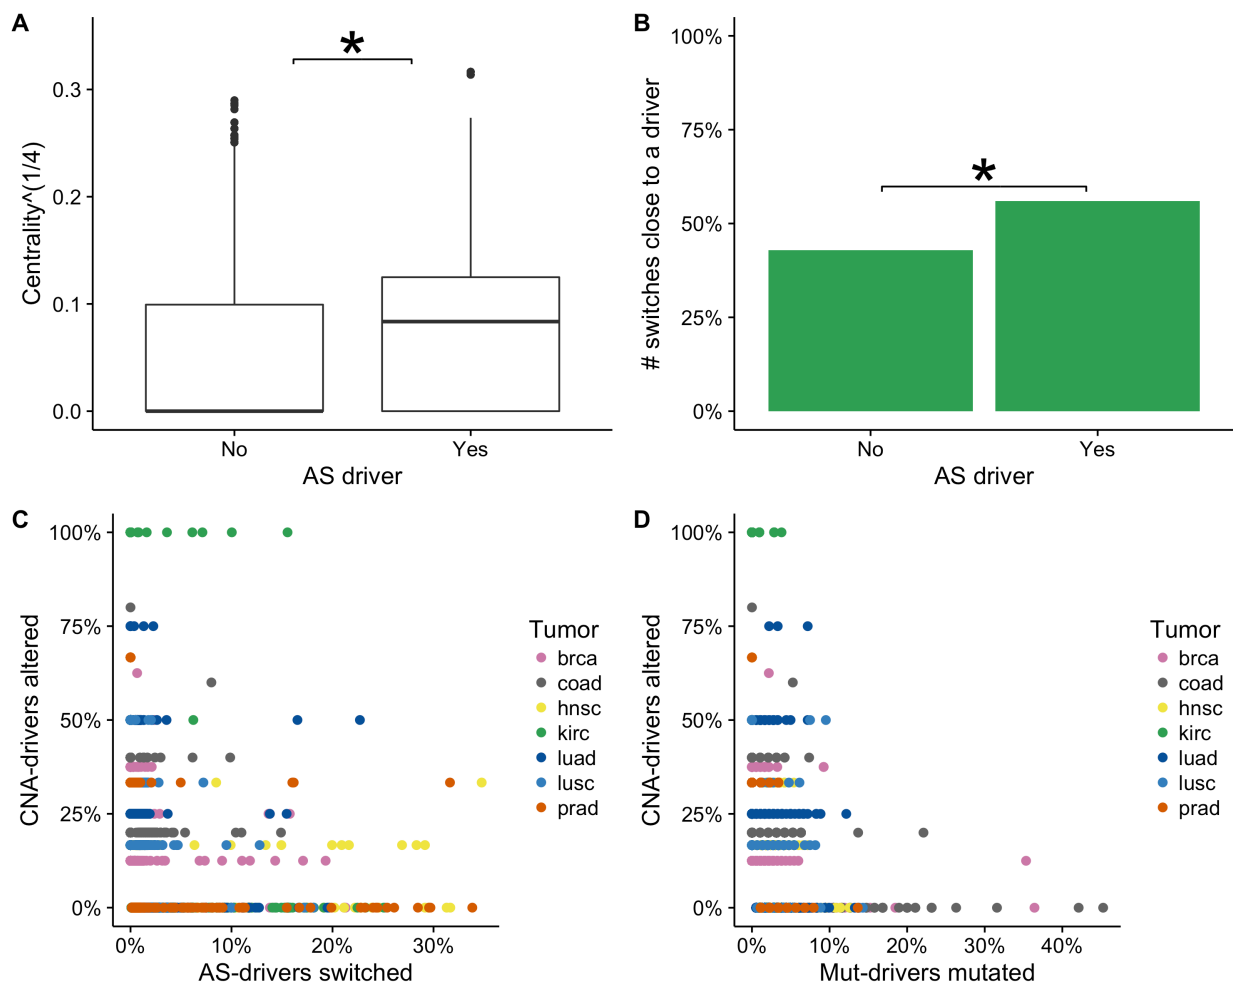 A
*
0.3
0.2
0.1
0.0
Centrality^(1/4)
No
Yes
AS driver
B
*
100%
75%
50%
25%
0%
# switches close to a driver
No
Yes
AS driver
C
100%
75%
50%
25%
0%
CNA-drivers altered
0%
10%
20%
30%
AS-drivers switched
Tumor
brca
coad
hnsc
kirc
luad
lusc
prad
D
100%
75%
50%
25%
0%
CNA-drivers altered
0%
10%
20%
30%
40%
Mut-drivers mutated
Tumor
brca
coad
hnsc
kirc
luad
lusc
prad